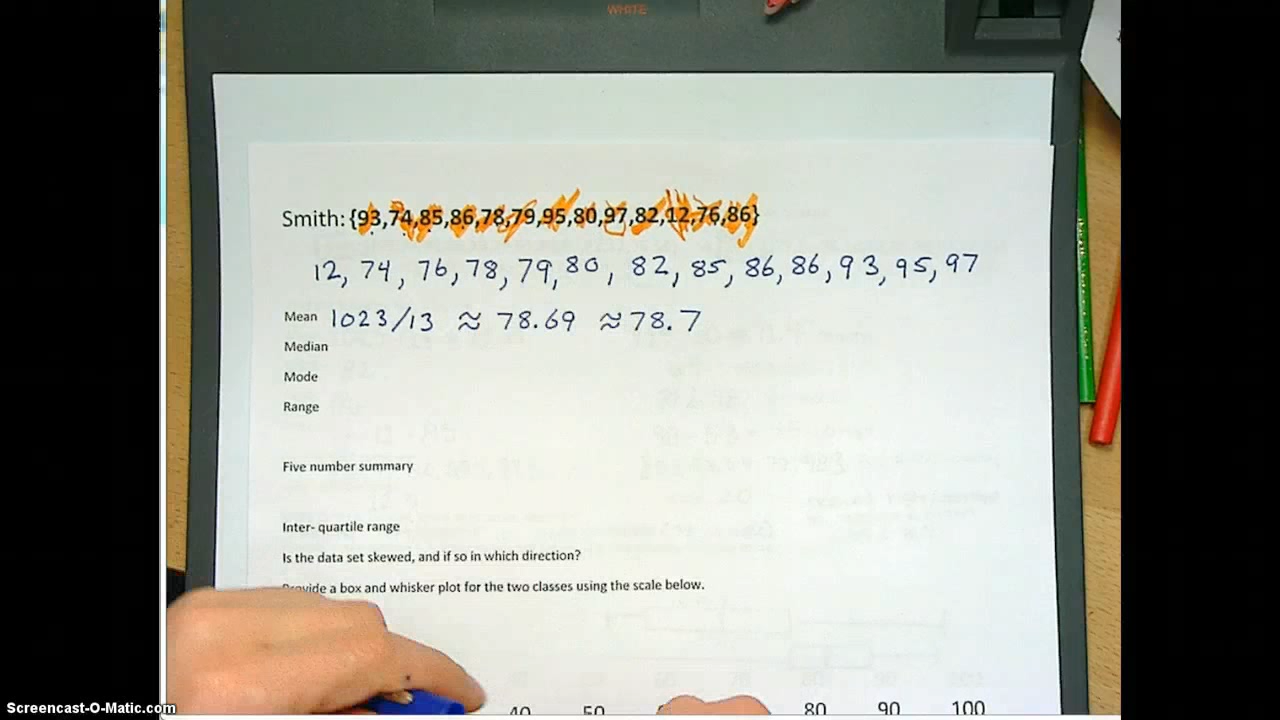 WHITE
Smith: {93,74,85,86,78,79,95,80,97,82,12,76,86}
12, 74, 76, 78, 79, 80, 82, 85, 86, 86, 93, 95, 97
Mean 1023/13 ≈ 78.69 ≈ 78.7
Median
Mode
Range
Five number summary
Inter- quartile range
Is the data set skewed, and if so in which direction?
Provide a box and whisker plot for the two classes using the scale below.
40 50 80 90 100
Screencast-O-Matic.com